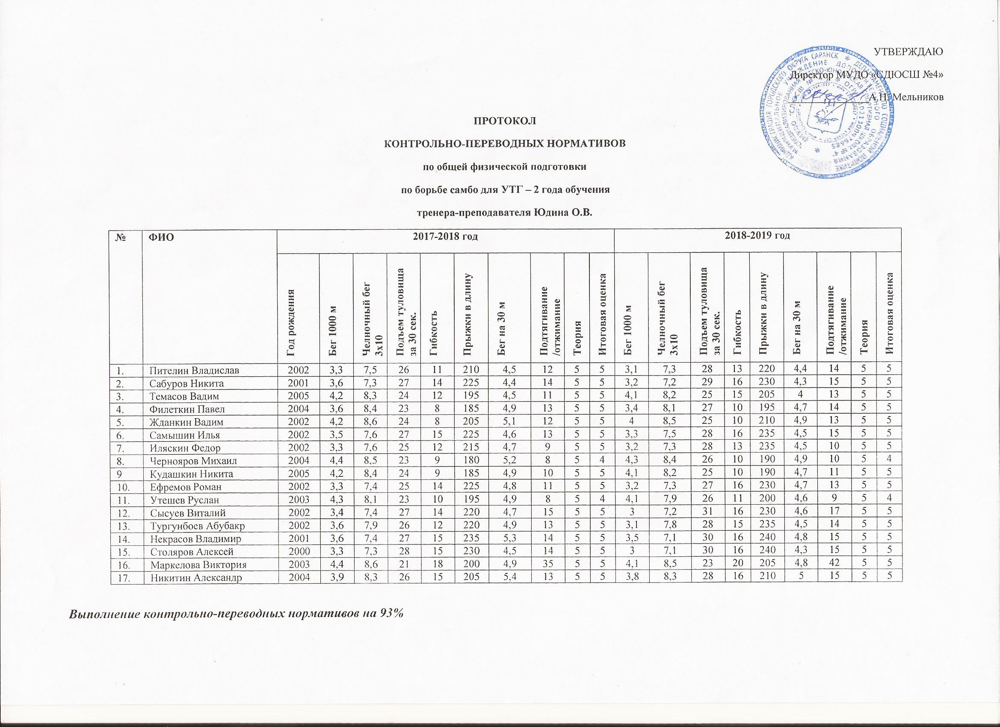 УТВЕРЖДАЮ
Директор МУДО «СДЮСШ №4»
А.Н. Мельников
ПРОТОКОЛ
КОНТРОЛЬНО-ПЕРЕВОДНЫХ НОРМАТИВОВ
по общей физической подготовки
по борьбе самбо для УТГ – 2 года обучения
тренера-преподавателя Юдина О.В.
№ ФИО 2017-2018 год 2018-2019 год
Год рождения Бег 1000 м Челночный бег 3х10 Подъем туловища за 30 сек. Гибкость Прыжки в длину Бег на 30 м Подтягивание /отжимание Теория Итоговая оценка Бег 1000 м Челночный бег 3х10 Подъем туловища за 30 сек. Гибкость Прыжки в длину Бег на 30 м Подтягивание /отжимание Теория Итоговая оценка
1. Пителин Владислав 2002 3,3 7,5 26 11 210 4,5 12 5 5 3,1 7,3 28 13 220 4,4 14 5 5
2. Сабуров Никита 2001 3,6 7,3 27 14 225 4,4 14 5 5 3,2 7,2 29 16 230 4,3 15 5 5
3. Темасов Вадим 2005 4,2 8,3 24 12 195 4,5 11 5 5 4,1 8,2 25 15 205 4 13 5 5
4. Филеткин Павел 2004 3,6 8,4 23 8 185 4,9 13 5 5 3,4 8,1 27 10 195 4,7 14 5 5
5. Жданкин Вадим 2002 4,2 8,6 24 8 205 5,1 12 5 5 4 8,5 25 10 210 4,9 13 5 5
6. Самышин Илья 2002 3,5 7,6 27 15 225 4,6 13 5 5 3,3 7,5 28 16 235 4,5 15 5 5
7. Иляскин Федор 2002 3,3 7,6 25 12 215 4,7 9 5 5 3,2 7,3 28 13 235 4,5 10 5 5
8. Чернояров Михаил 2004 4,4 8,5 23 9 180 5,2 8 5 4 4,3 8,4 26 10 190 4,9 10 5 4
9 Кудашкин Никита 2005 4,2 8,4 24 9 185 4,9 10 5 5 4,1 8,2 25 10 190 4,7 11 5 5
10. Ефремов Роман 2002 3,3 7,4 25 14 225 4,8 11 5 5 3,2 7,3 27 16 230 4,7 13 5 5
11. Утешев Руслан 2003 4,3 8,1 23 10 195 4,9 8 5 4 4,1 7,9 26 11 200 4,6 9 5 4
12. Сысуев Виталий 2002 3,4 7,4 27 14 220 4,7 15 5 5 3 7,2 31 16 230 4,6 17 5 5
13. Тургунбоев Абубакр 2002 3,6 7,9 26 12 220 4,9 13 5 5 3,1 7,8 28 15 235 4,5 14 5 5
14. Некрасов Владимир 2001 3,6 7,4 27 15 235 5,3 14 5 5 3,5 7,1 30 16 240 4,8 15 5 5
15. Столяров Алексей 2000 3,3 7,3 28 15 230 4,5 14 5 5 3 7,1 30 16 240 4,3 15 5 5
16. Маркелова Виктория 2003 4,4 8,6 21 18 200 4,9 35 5 5 4,1 8,5 23 20 205 4,8 42 5 5
17. Никитин Александр 2004 3,9 8,3 26 15 205 5,4 13 5 5 3,8 8,3 28 16 210 5 15 5 5
Выполнение контрольно-переводных нормативов на 93%